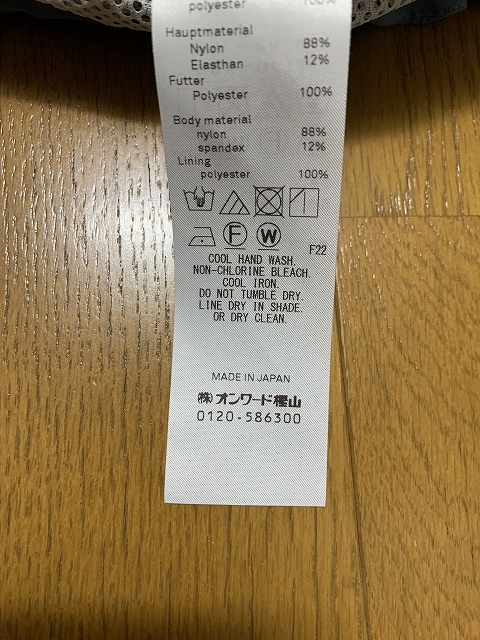 polyester 100%
Hauptmaterial
Nylon 88%
Elasthan 12%
Futter
Polyester 100%
Body material
nylon 88%
spandex 12%
Lining
polyester 100%
F W
F22
COOL HAND WASH.
NON-CHLORINE BLEACH.
COOL IRON.
DO NOT TUMBLE DRY.
LINE DRY IN SHADE.
OR DRY CLEAN.
MADE IN JAPAN
㈱オンワード樫山
0120-586300